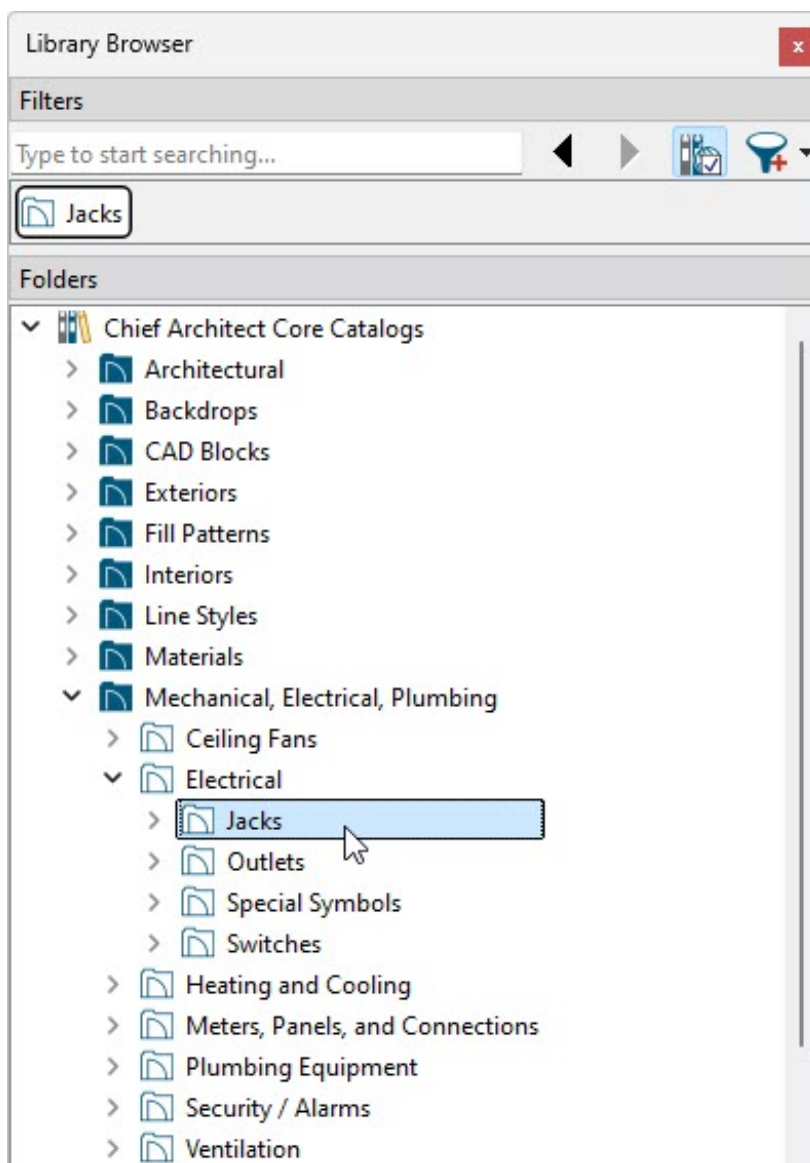 Library Browser
x
Filters
Type to start searching...
Jacks
Folders
Chief Architect Core Catalogs
Architectural
Backdrops
CAD Blocks
Exteriors
Fill Patterns
Interiors
Line Styles
Materials
Mechanical, Electrical, Plumbing
Ceiling Fans
Electrical
Jacks
Outlets
Special Symbols
Switches
Heating and Cooling
Meters, Panels, and Connections
Plumbing Equipment
Security / Alarms
Ventilation